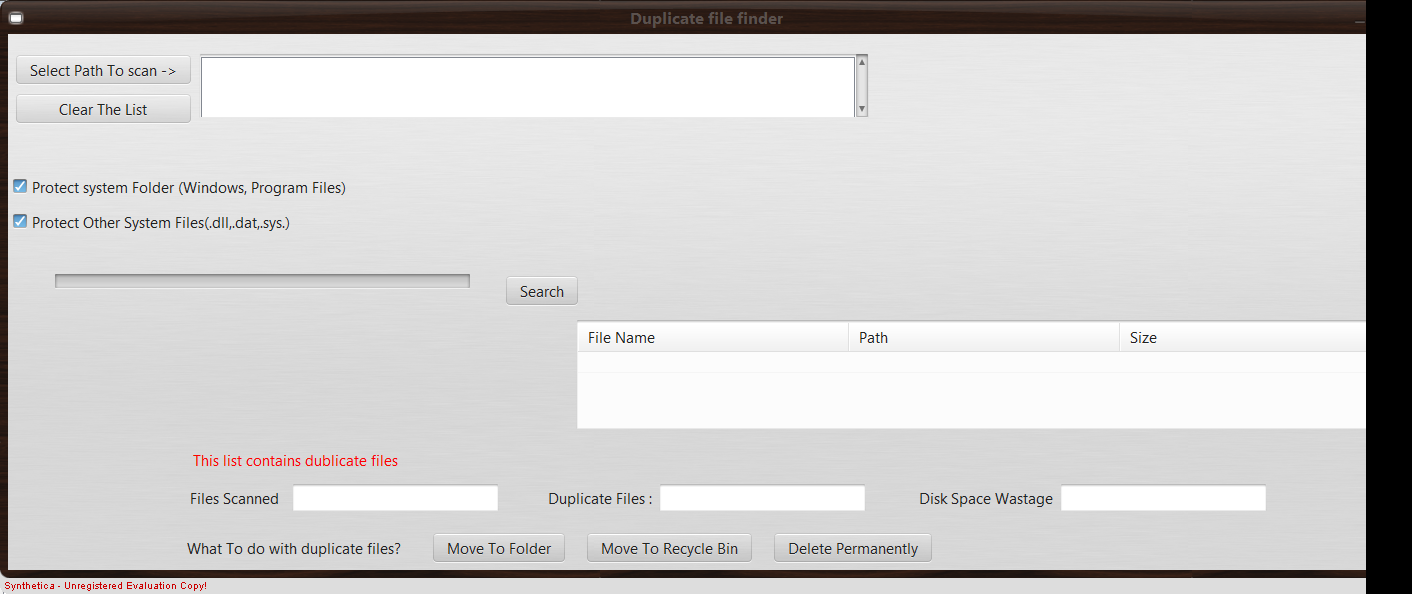 Duplicate file finder
Select Path To scan ->
Clear The List
Protect system Folder (Windows, Program Files)
Protect Other System Files(.dll,.dat,.sys.)
Search
File Name Path Size
This list contains dublicate files
Files Scanned Duplicate Files : Disk Space Wastage
What To do with duplicate files? Move To Folder Move To Recycle Bin Delete Permanently
Synthetica - Unregistered Evaluation Copy!